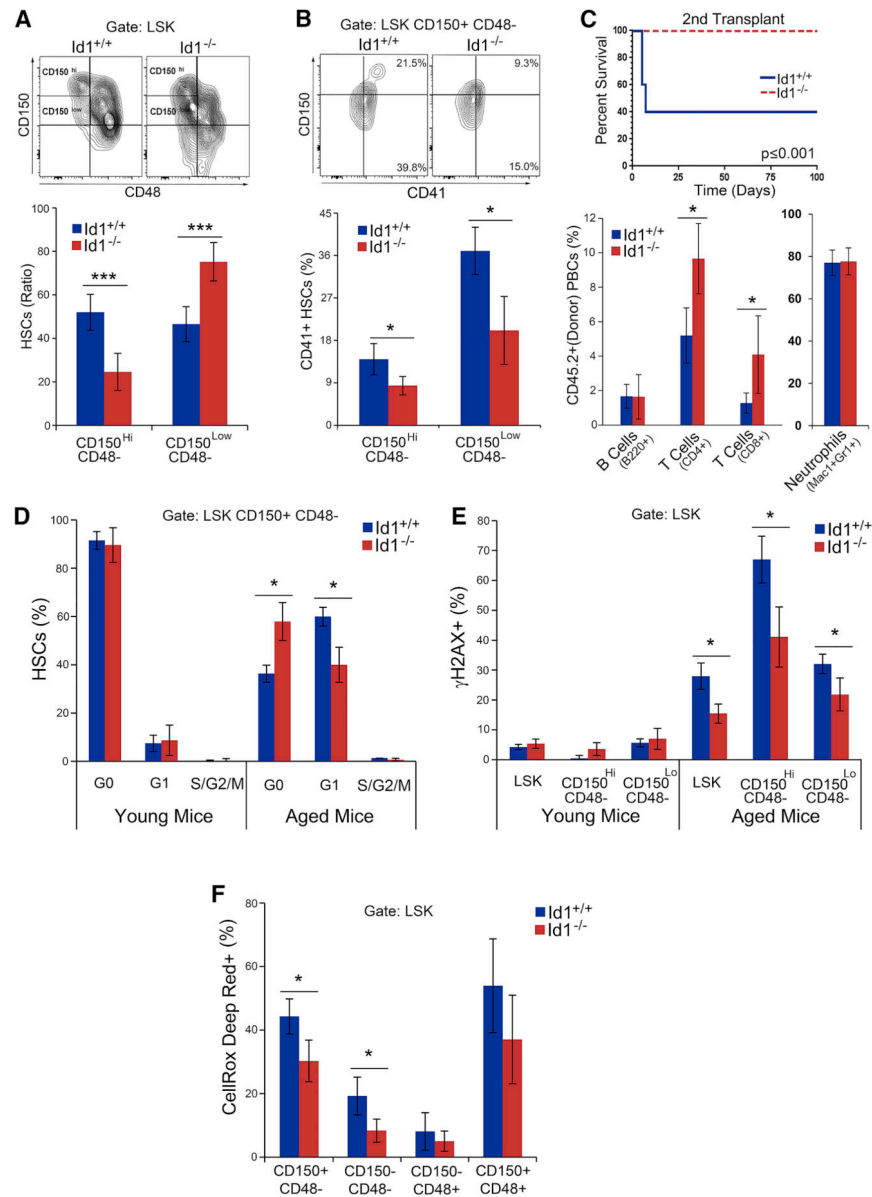 A
Gate: LSK
Id1+/+ Id1-/-
CD150 hi
CD150 low
CD150 hi
CD150 low
CD150
CD48
HSCs (Ratio)
100
80
60
40
20
0
Id1+/+
Id1-/-
*** ***
CD150Hi CD48-
CD150Low CD48-
B
Gate: LSK CD150+ CD48-
Id1+/+ Id1-/-
21.5% 9.3%
39.8% 15.0%
CD150
CD41
CD41+ HSCs (%)
45
36
27
18
9
0
Id1+/+
Id1-/-
* *
CD150Hi CD48-
CD150Low CD48-
C
2nd Transplant
Percent Survival
100
80
60
40
20
0
Id1+/+
Id1-/-
p≤0.001
0 25 50 75 100
Time (Days)
CD45.2+(Donor) PBCs (%)
12
10
8
6
4
2
0
Id1+/+
Id1-/-
* *
B Cells (B220+)
T Cells (CD4+)
T Cells (CD8+)
100
80
60
40
20
0
Neutrophils (Mac1+Gr1+)
D
Gate: LSK CD150+ CD48-
HSCs (%)
100
80
60
40
20
0
Id1+/+
Id1-/-
* *
G0 G1 S/G2/M G0 G1 S/G2/M
Young Mice Aged Mice
E
Gate: LSK
γH2AX+ (%)
80
70
60
50
40
30
20
10
0
Id1+/+
Id1-/-
* * *
LSK CD150Hi CD48- CD150Lo CD48- LSK CD150Hi CD48- CD150Lo CD48-
Young Mice Aged Mice
F
Gate: LSK
CellRox Deep Red+ (%)
80
60
40
20
0
Id1+/+
Id1-/-
* *
CD150+ CD150- CD150- CD150+
CD48- CD48- CD48+ CD48+